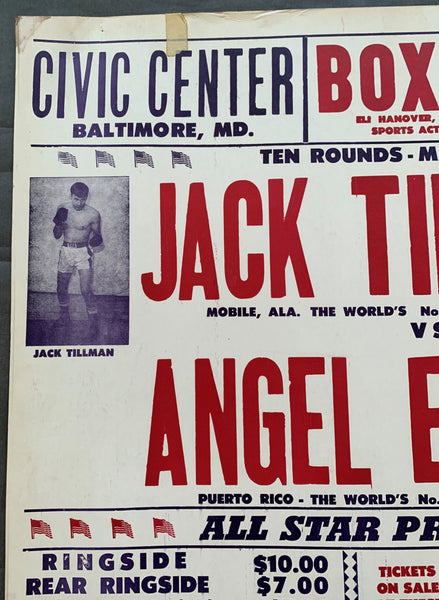 CIVIC CENTER
BALTIMORE, MD.
BOX
ELI HANOVER,
SPORTS ACT
TEN ROUNDS - M
JACK TI
MOBILE, ALA. THE WORLD'S No.
VS
JACK TILLMAN
ANGEL E
PUERTO RICO - THE WORLD'S No.
ALL STAR PR
RINGSIDE $10.00
REAR RINGSIDE $7.00
TICKETS
ON SALE